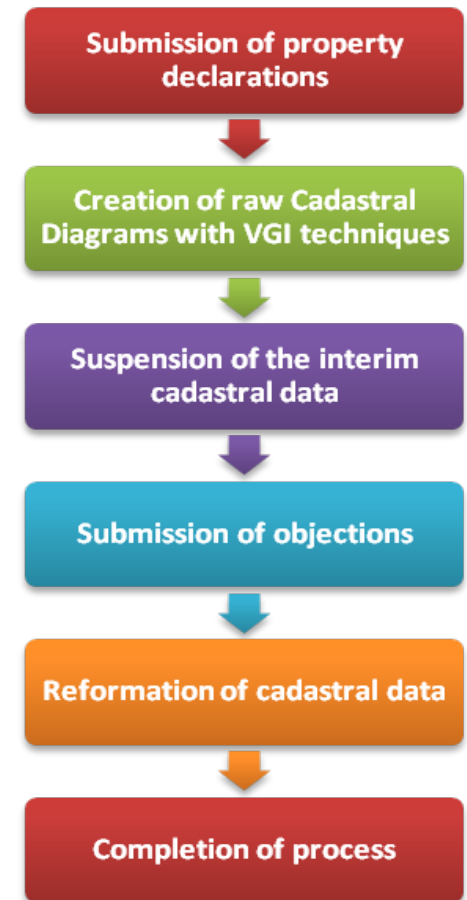 Submission of property
declarations
Creation of raw Cadastral
Diagrams with VGI techniques
Suspension of the interim
cadastral data
Submission of objections
Reformation of cadastral data
Completion of process